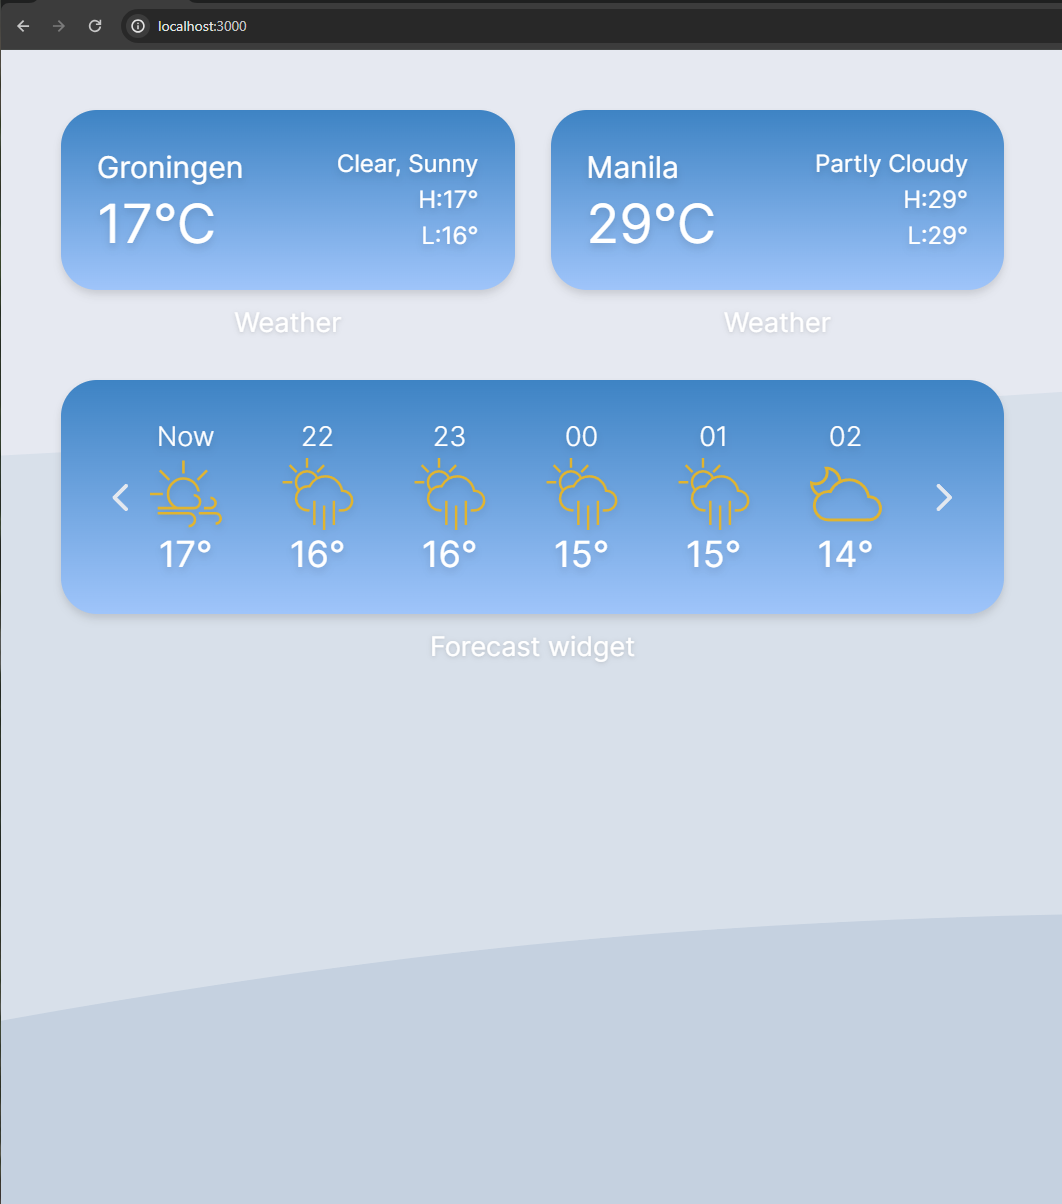 localhost:3000
Groningen
17°C
Clear, Sunny
H:17°
L:16°
Manila
29°C
Partly Cloudy
H:29°
L:29°
Weather
Weather
Now 22 23 00 01 02
17° 16° 16° 15° 15° 14°
Forecast widget